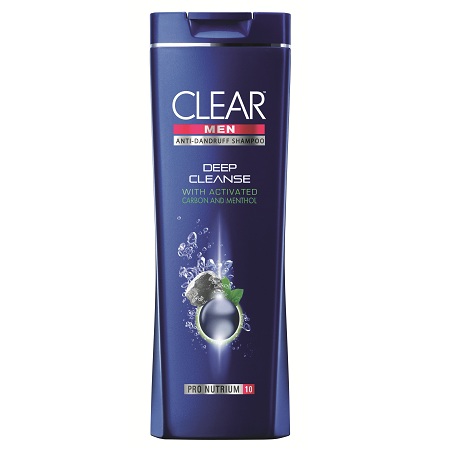 CLEAR
MEN
ANTI-DANDRUFF SHAMPOO
DEEP
CLEANSE
WITH ACTIVATED
CARBON AND MENTHOL
PRO NUTRIUM 10